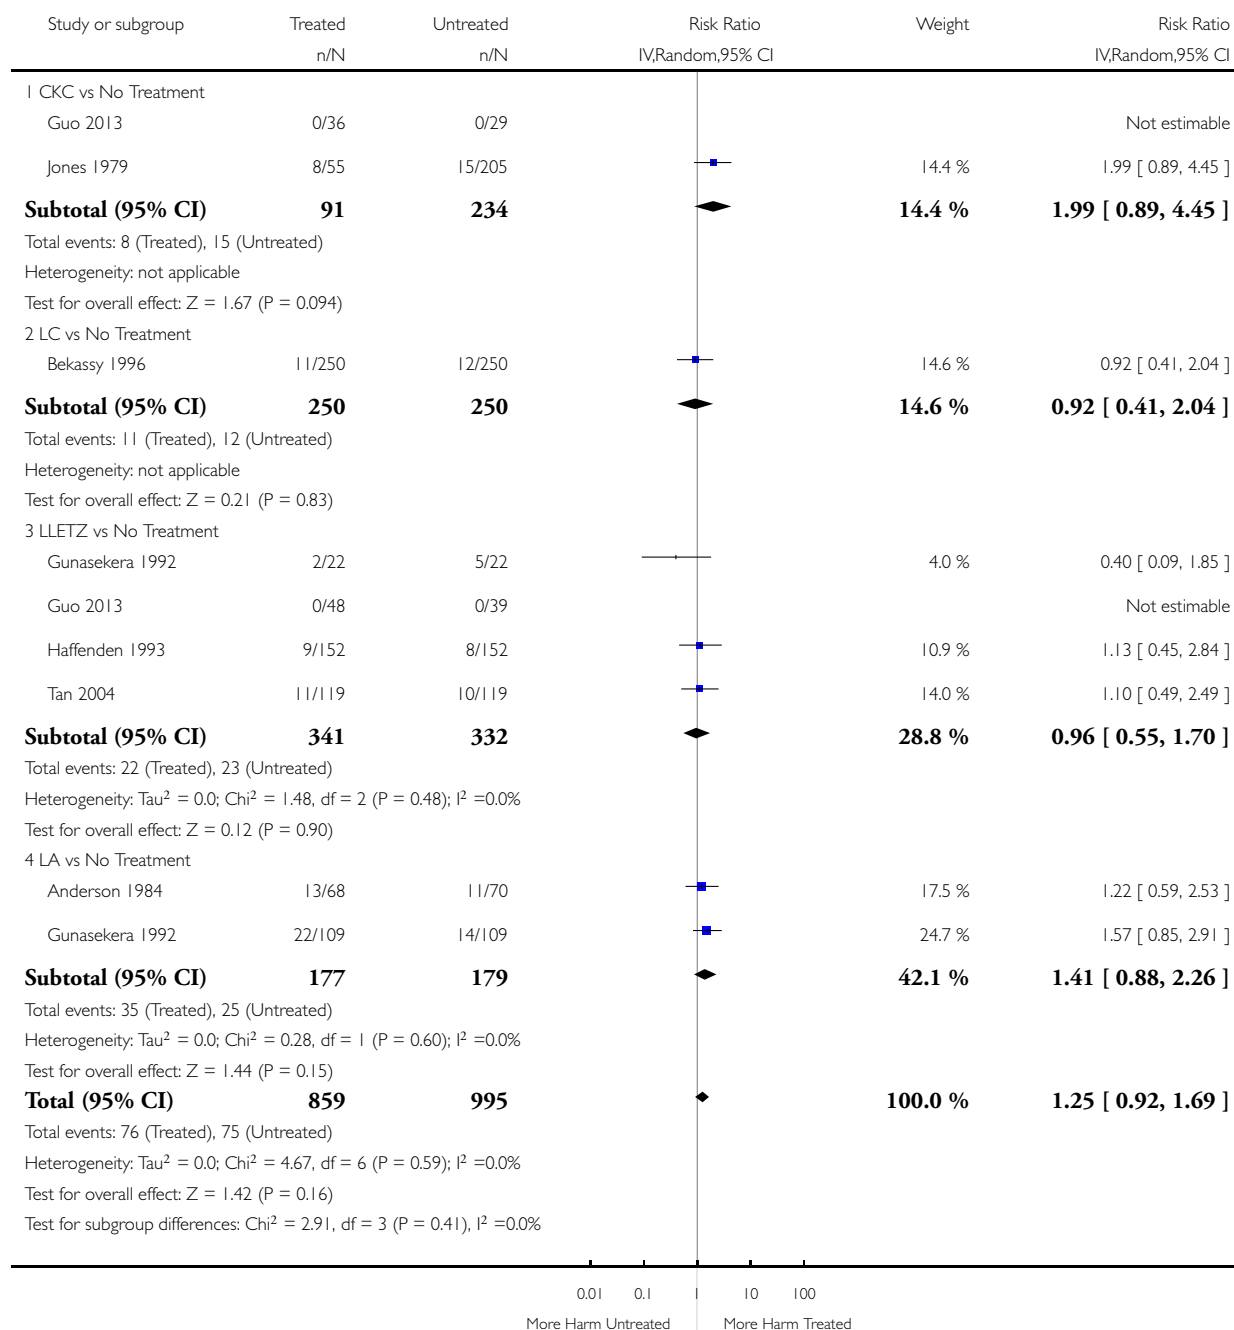 Study or subgroup Treated Untreated Risk Ratio Weight Risk Ratio
n/N n/N IV,Random,95% CI IV,Random,95% CI
1 CKC vs No Treatment
Guo 2013 0/36 0/29 Not estimable
Jones 1979 8/55 15/205 14.4 % 1.99 [ 0.89, 4.45 ]
Subtotal (95% CI) 91 234 14.4 % 1.99 [ 0.89, 4.45 ]
Total events: 8 (Treated), 15 (Untreated)
Heterogeneity: not applicable
Test for overall effect: Z = 1.67 (P = 0.094)
2 LC vs No Treatment
Bekassy 1996 11/250 12/250 14.6 % 0.92 [ 0.41, 2.04 ]
Subtotal (95% CI) 250 250 14.6 % 0.92 [ 0.41, 2.04 ]
Total events: 11 (Treated), 12 (Untreated)
Heterogeneity: not applicable
Test for overall effect: Z = 0.21 (P = 0.83)
3 LLETZ vs No Treatment
Gunasekera 1992 2/22 5/22 4.0 % 0.40 [ 0.09, 1.85 ]
Guo 2013 0/48 0/39 Not estimable
Haffenden 1993 9/152 8/152 10.9 % 1.13 [ 0.45, 2.84 ]
Tan 2004 11/119 10/119 14.0 % 1.10 [ 0.49, 2.49 ]
Subtotal (95% CI) 341 332 28.8 % 0.96 [ 0.55, 1.70 ]
Total events: 22 (Treated), 23 (Untreated)
Heterogeneity: Tau² = 0.0; Chi² = 1.48, df = 2 (P = 0.48); I² =0.0%
Test for overall effect: Z = 0.12 (P = 0.90)
4 LA vs No Treatment
Anderson 1984 13/68 11/70 17.5 % 1.22 [ 0.59, 2.53 ]
Gunasekera 1992 22/109 14/109 24.7 % 1.57 [ 0.85, 2.91 ]
Subtotal (95% CI) 177 179 42.1 % 1.41 [ 0.88, 2.26 ]
Total events: 35 (Treated), 25 (Untreated)
Heterogeneity: Tau² = 0.0; Chi² = 0.28, df = 1 (P = 0.60); I² =0.0%
Test for overall effect: Z = 1.44 (P = 0.15)
Total (95% CI) 859 995 100.0 % 1.25 [ 0.92, 1.69 ]
Total events: 76 (Treated), 75 (Untreated)
Heterogeneity: Tau² = 0.0; Chi² = 4.67, df = 6 (P = 0.59); I² =0.0%
Test for overall effect: Z = 1.42 (P = 0.16)
Test for subgroup differences: Chi² = 2.91, df = 3 (P = 0.41), I² =0.0%
0.01 0.1 1 10 100
More Harm Untreated More Harm Treated